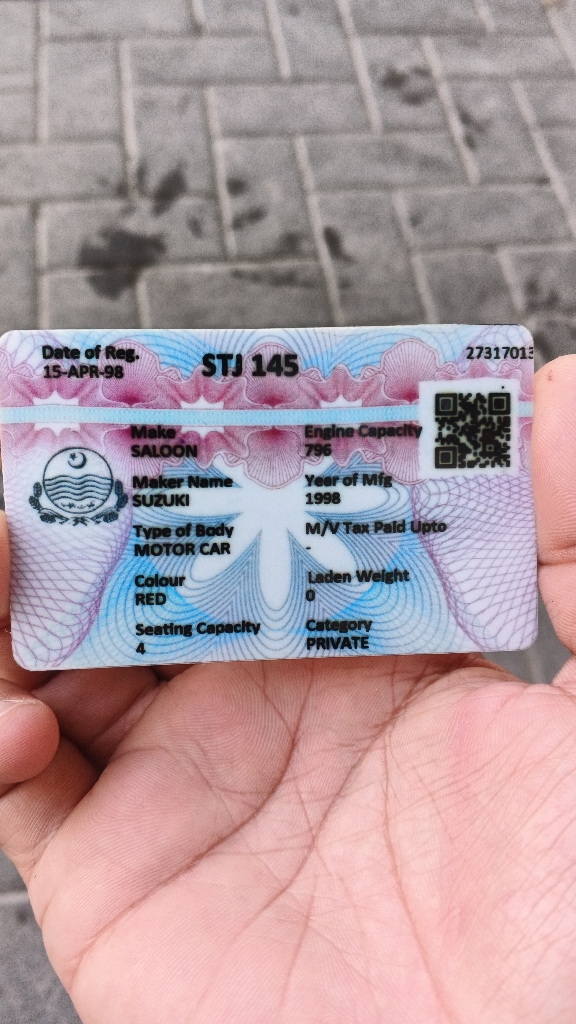 Date of Reg.
15-APR-98
STJ 145
27317013
Make
SALOON
Engine Capacity
796
Maker Name
SUZUKI
Year of Mfg
1998
Type of Body
MOTOR CAR
M/V Tax Paid Upto
-
Colour
RED
Laden Weight
0
Seating Capacity
4
Category
PRIVATE